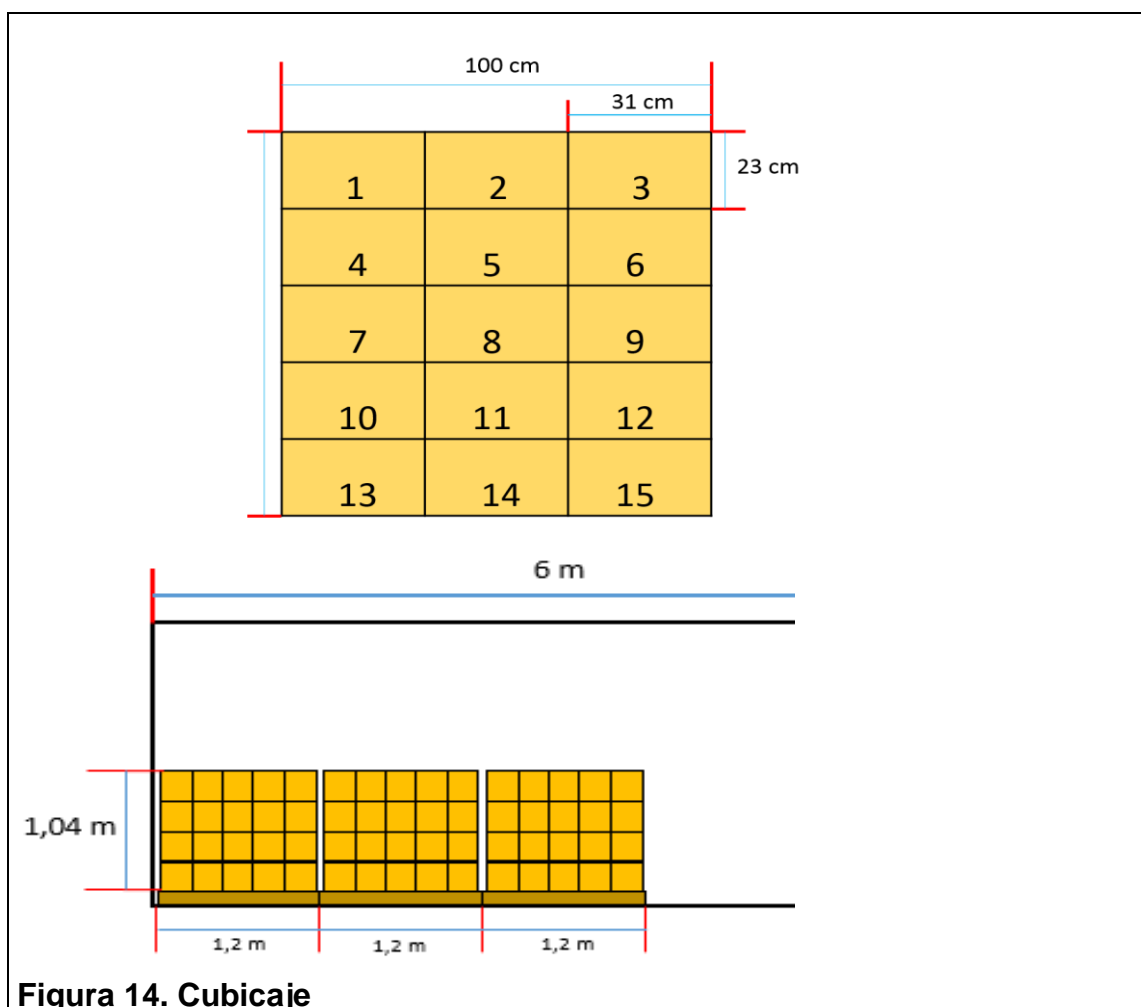 100 cm
31 cm
23 cm
1 2 3
4 5 6
7 8 9
10 11 12
13 14 15
6 m
1,04 m
1,2 m 1,2 m 1,2 m
Figura 14. Cubicaje